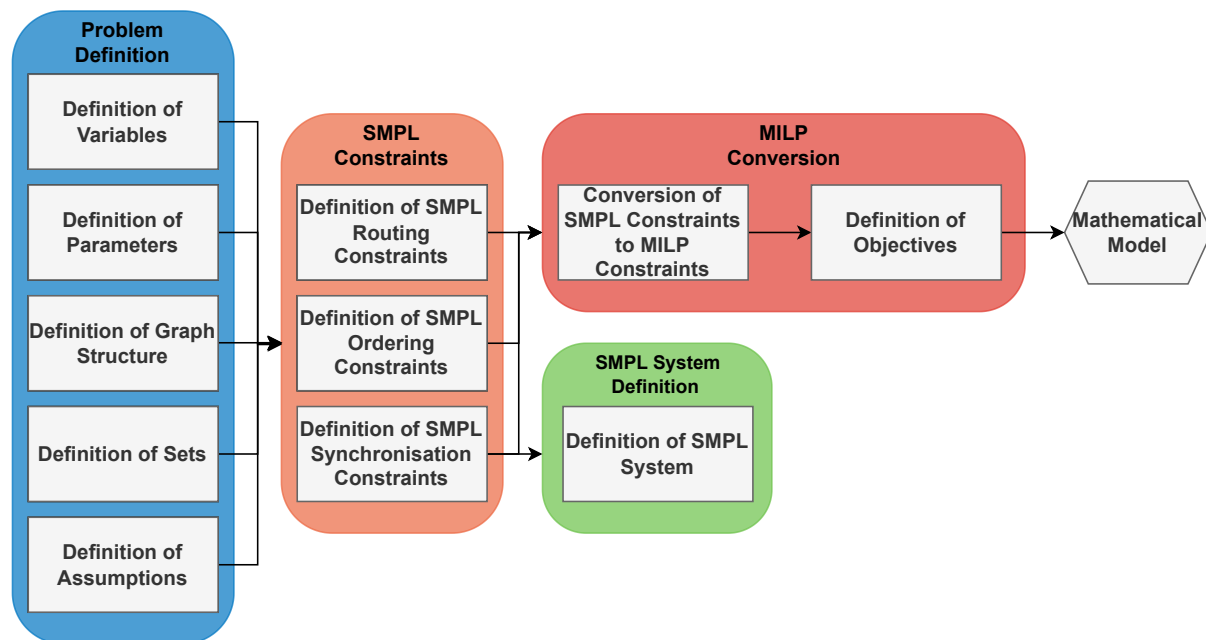 Problem
Definition
Definition of
Variables
Definition of
Parameters
Definition of Graph
Structure
Definition of Sets
Definition of
Assumptions
SMPL
Constraints
Definition of SMPL
Routing
Constraints
Definition of SMPL
Ordering
Constraints
Definition of SMPL
Synchronisation
Constraints
MILP
Conversion
Conversion of
SMPL Constraints
to MILP
Constraints
Definition of
Objectives
SMPL System
Definition
Definition of SMPL
System
Mathematical
Model